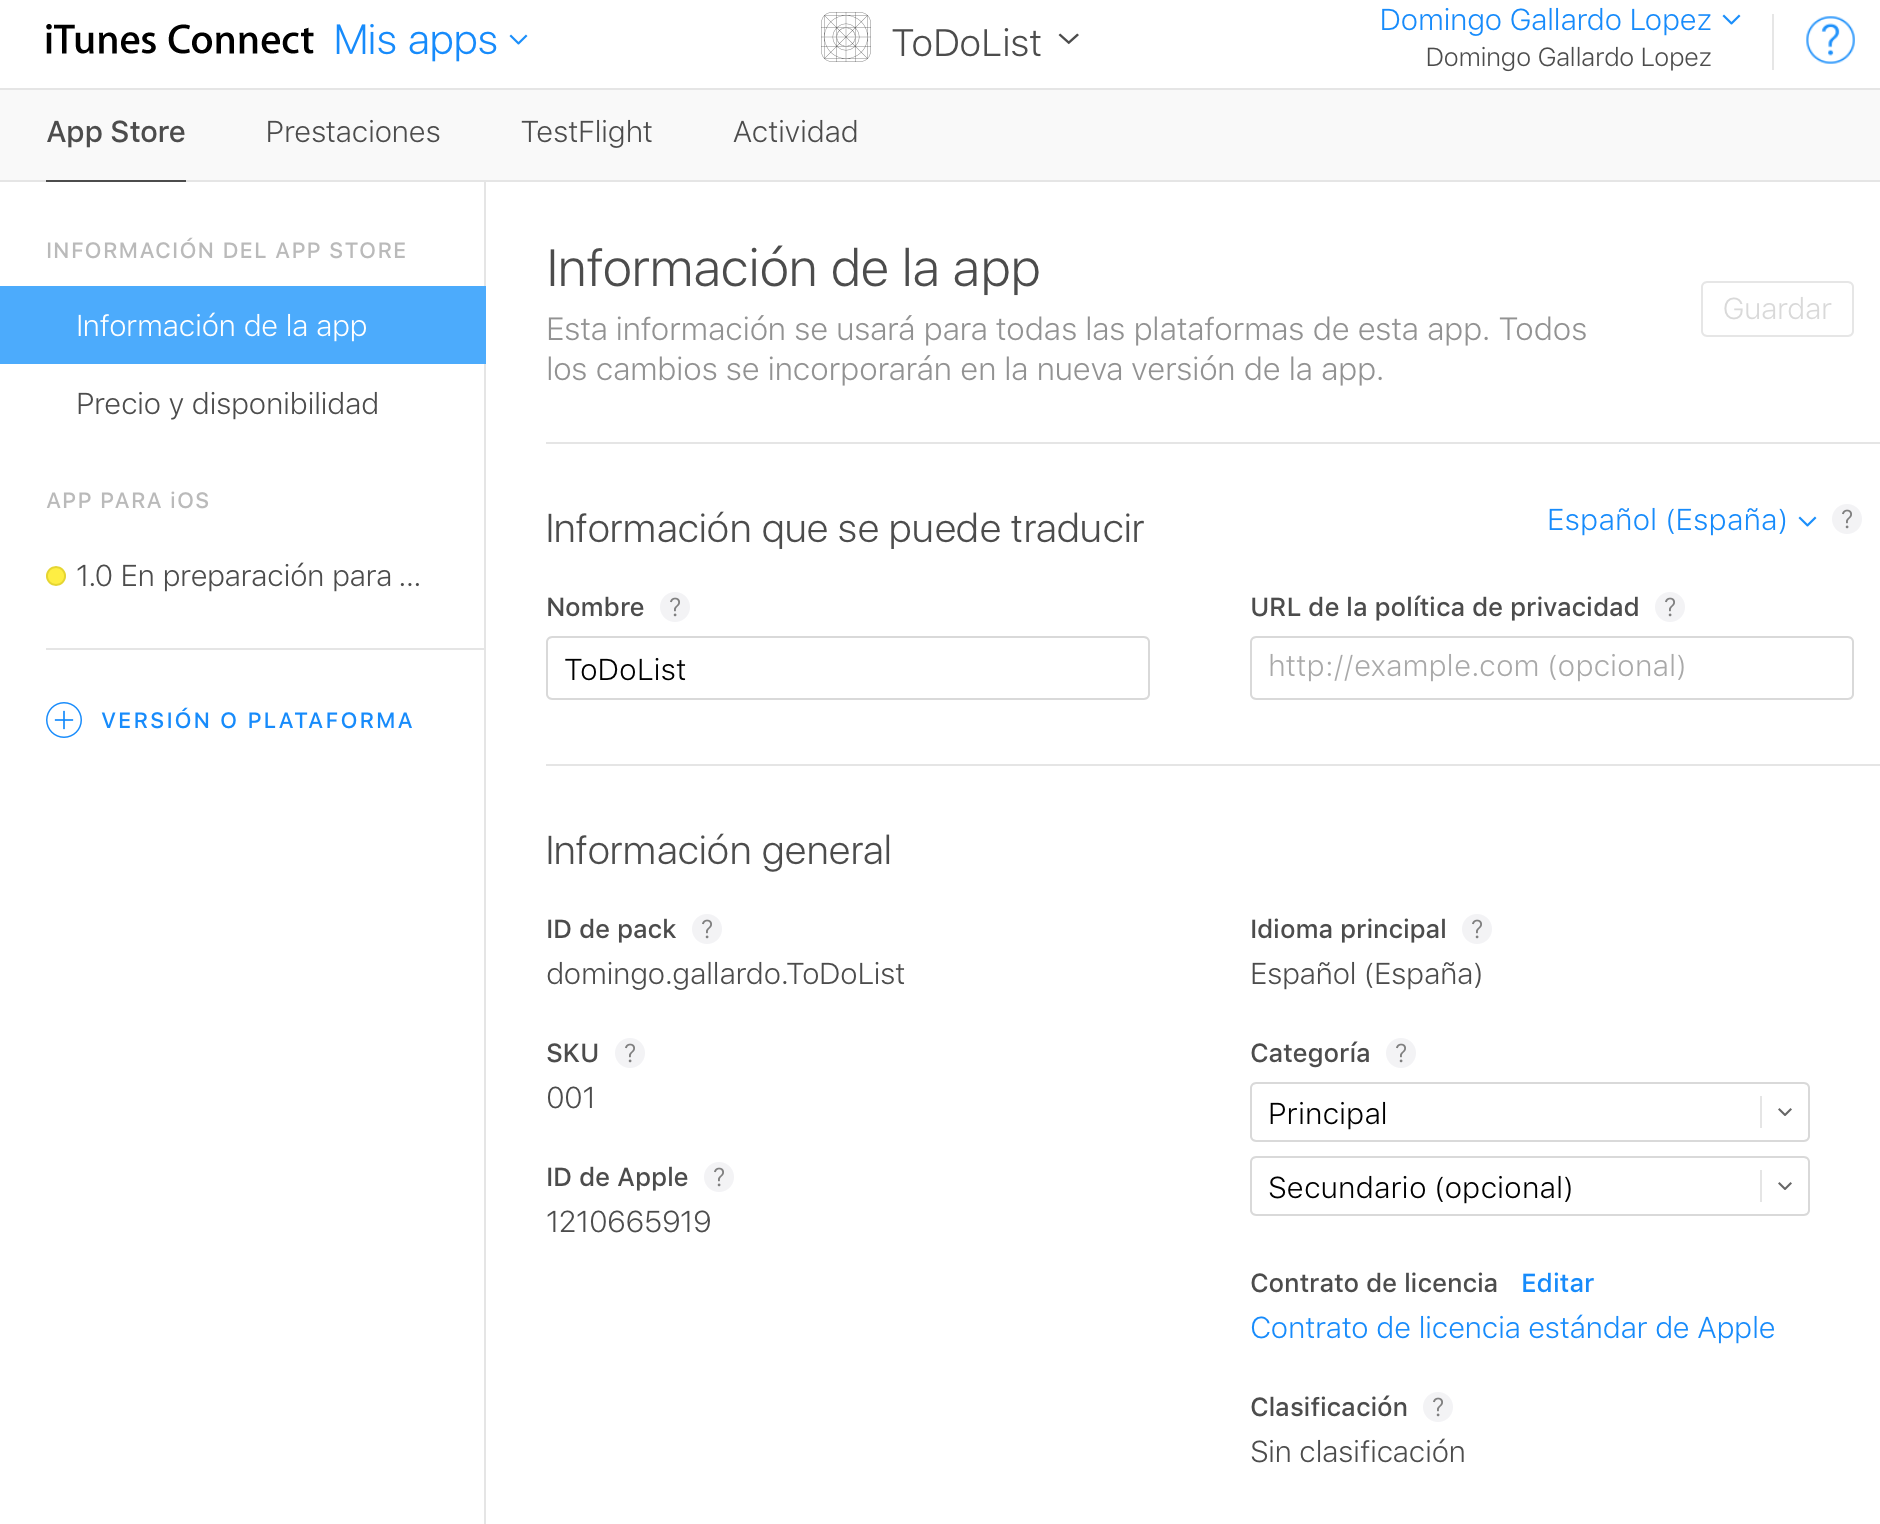 iTunes Connect Mis apps
ToDoList
Domingo Gallardo Lopez
Domingo Gallardo Lopez
?
App Store Prestaciones TestFlight Actividad
INFORMACIÓN DEL APP STORE
Información de la app
Precio y disponibilidad
APP PARA iOS
1.0 En preparación para ...
VERSIÓN O PLATAFORMA
Información de la app
Esta información se usará para todas las plataformas de esta app. Todos
los cambios se incorporarán en la nueva versión de la app.
Guardar
Información que se puede traducir
Español (España) ?
Nombre ?
ToDoList
URL de la política de privacidad ?
http://example.com (opcional)
Información general
ID de pack ?
domingo.gallardo.ToDoList
SKU ?
001
ID de Apple ?
1210665919
Idioma principal ?
Español (España)
Categoría ?
Principal
Secundario (opcional)
Contrato de licencia Editar
Contrato de licencia estándar de Apple
Clasificación ?
Sin clasificación